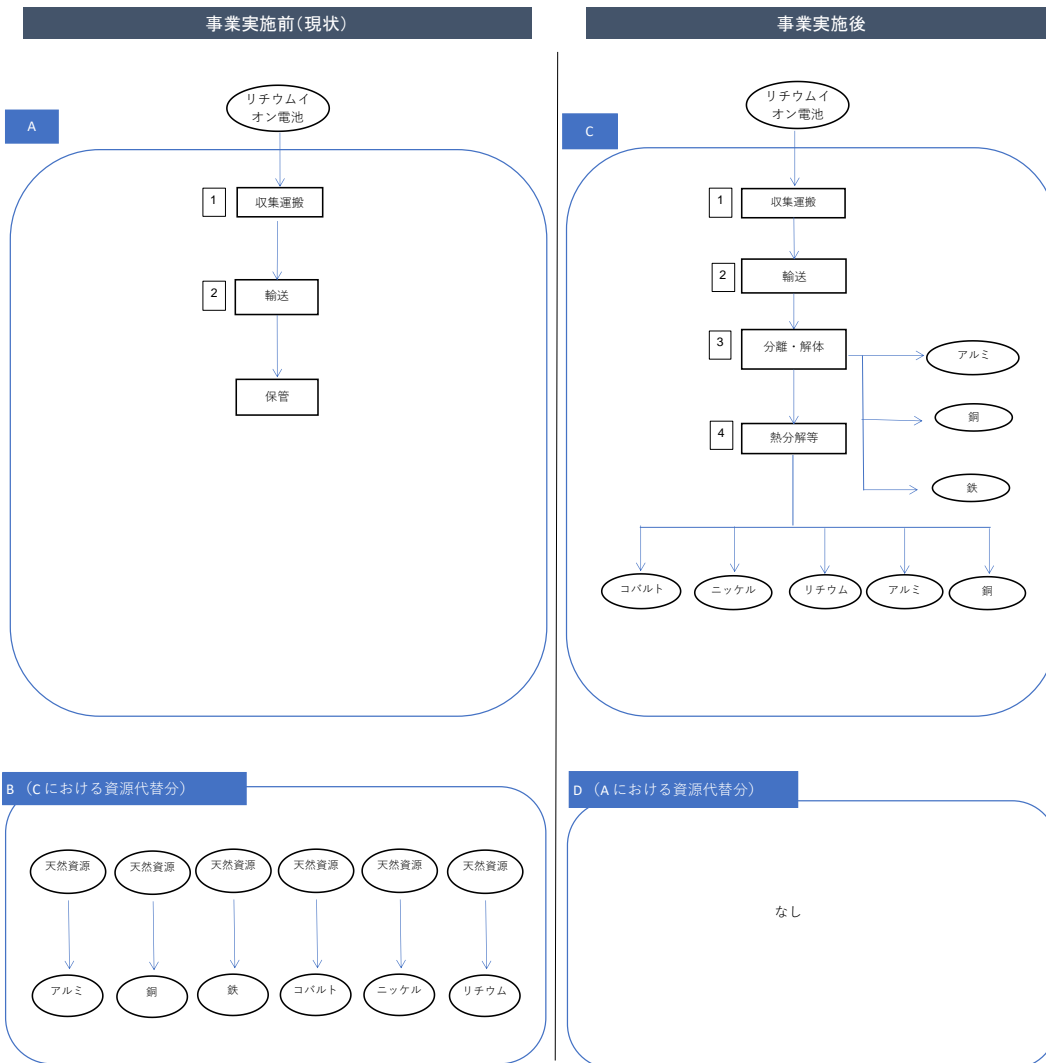 事業実施前(現状)
事業実施後
リチウムイ
オン電池
A
1
収集運搬
2
輸送
保管
リチウムイ
オン電池
C
1
収集運搬
2
輸送
3
分離・解体
アルミ
銅
4
熱分解等
鉄
コバルト
ニッケル
リチウム
アルミ
銅
B （Cにおける資源代替分）
天然資源
天然資源
天然資源
天然資源
天然資源
天然資源
アルミ
銅
鉄
コバルト
ニッケル
リチウム
D （Aにおける資源代替分）
なし